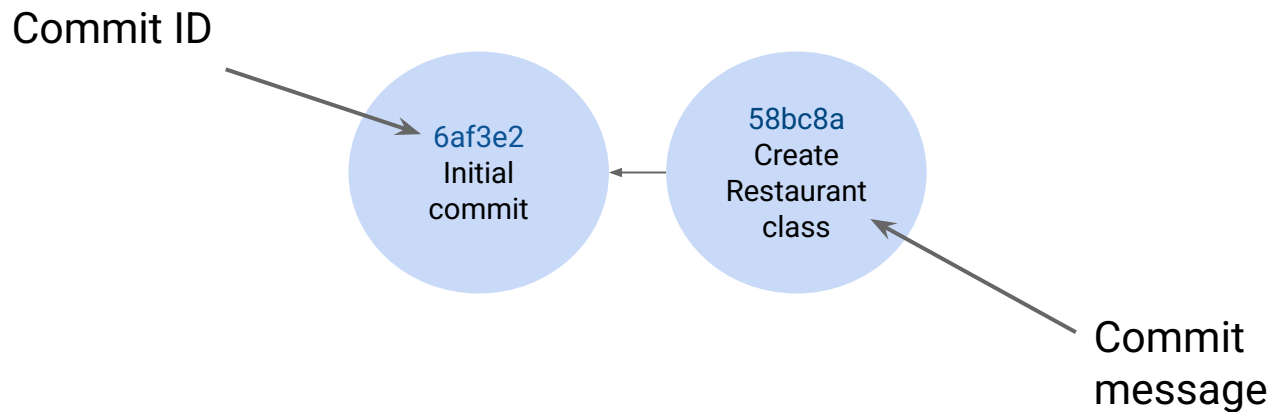 Commit ID
6af3e2
Initial
commit
58bc8a
Create
Restaurant
class
Commit
message